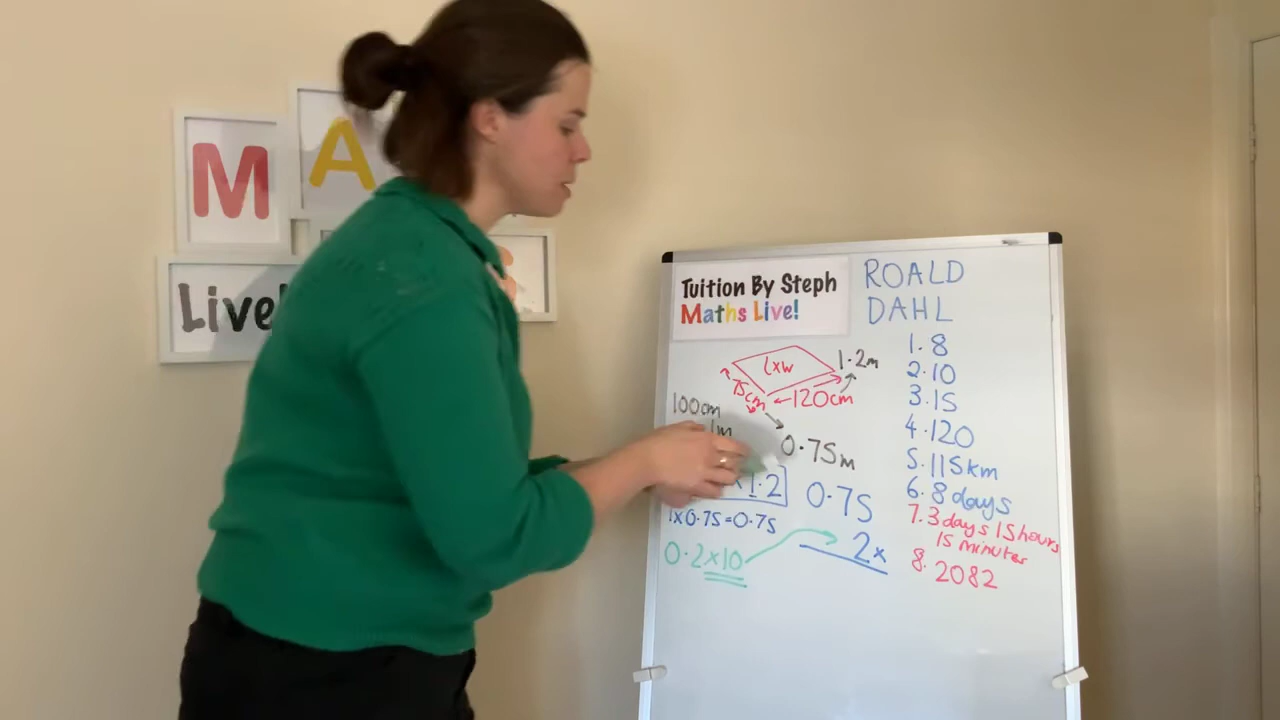 M
A
Live!
Tuition By Steph
Maths Live!
ROALD
DAHL
lxw
1.2m
75cm
120cm
100cm
1m
0.75m
x 1.2
1x0.75=0.75
0.2x10
0.75
2x
1.8
2.10
3.15
4.120
5.115km
6.8 days
7.3 days 15 hours
15 minutes
8. 2082